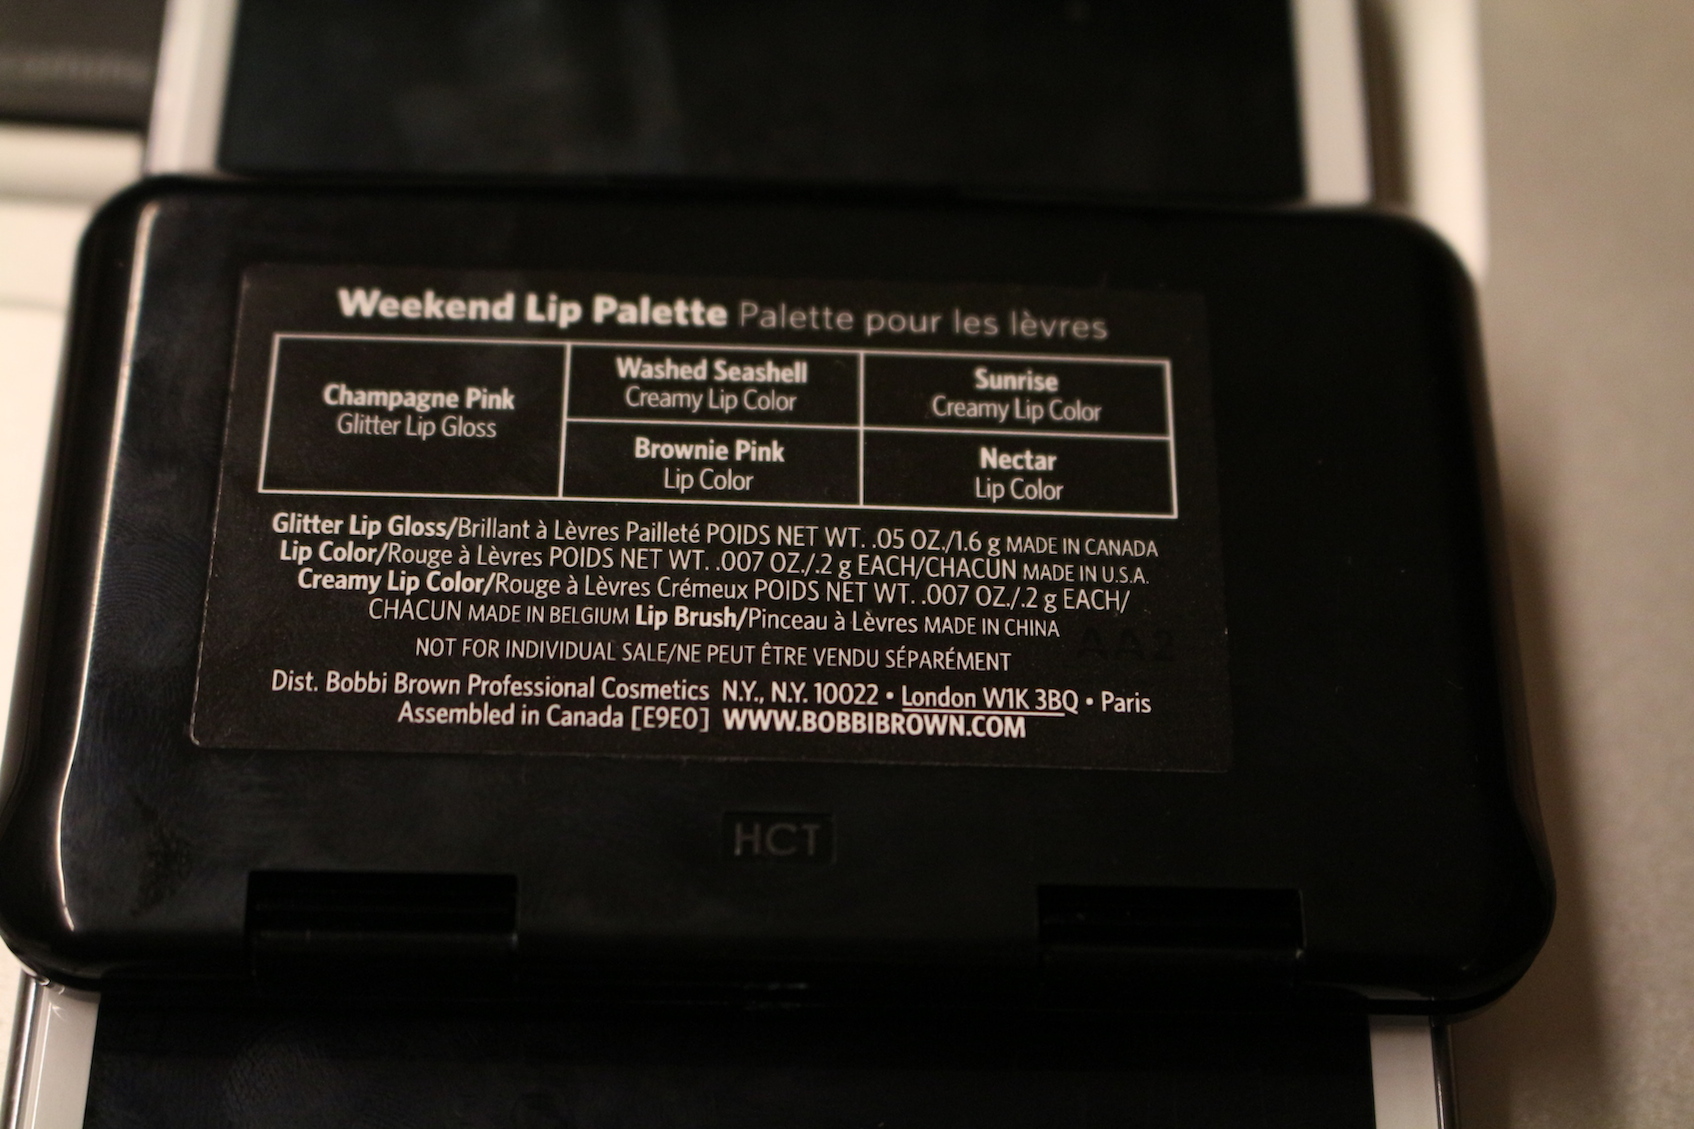 Weekend Lip Palette Palette pour les lèvres
Champagne Pink
Glitter Lip Gloss
Washed Seashell
Creamy Lip Color
Sunrise
Creamy Lip Color
Brownie Pink
Lip Color
Nectar
Lip Color
Glitter Lip Gloss/Brillant à Lèvres Pailleté POIDS NET WT. .05 OZ./1.6 g MADE IN CANADA
Lip Color/Rouge à Lèvres POIDS NET WT. .007 OZ./.2 g EACH/CHACUN MADE IN U.S.A.
Creamy Lip Color/Rouge à Lèvres Crémeux POIDS NET WT. .007 OZ./.2 g EACH/
CHACUN MADE IN BELGIUM Lip Brush/Pinceau à Lèvres MADE IN CHINA
AA2
NOT FOR INDIVIDUAL SALE/NE PEUT ÊTRE VENDU SÉPARÉMENT
Dist. Bobbi Brown Professional Cosmetics N.Y., N.Y. 10022 • London W1K 3BQ • Paris
Assembled in Canada [E9E0] WWW.BOBBIBROWN.COM
HCT